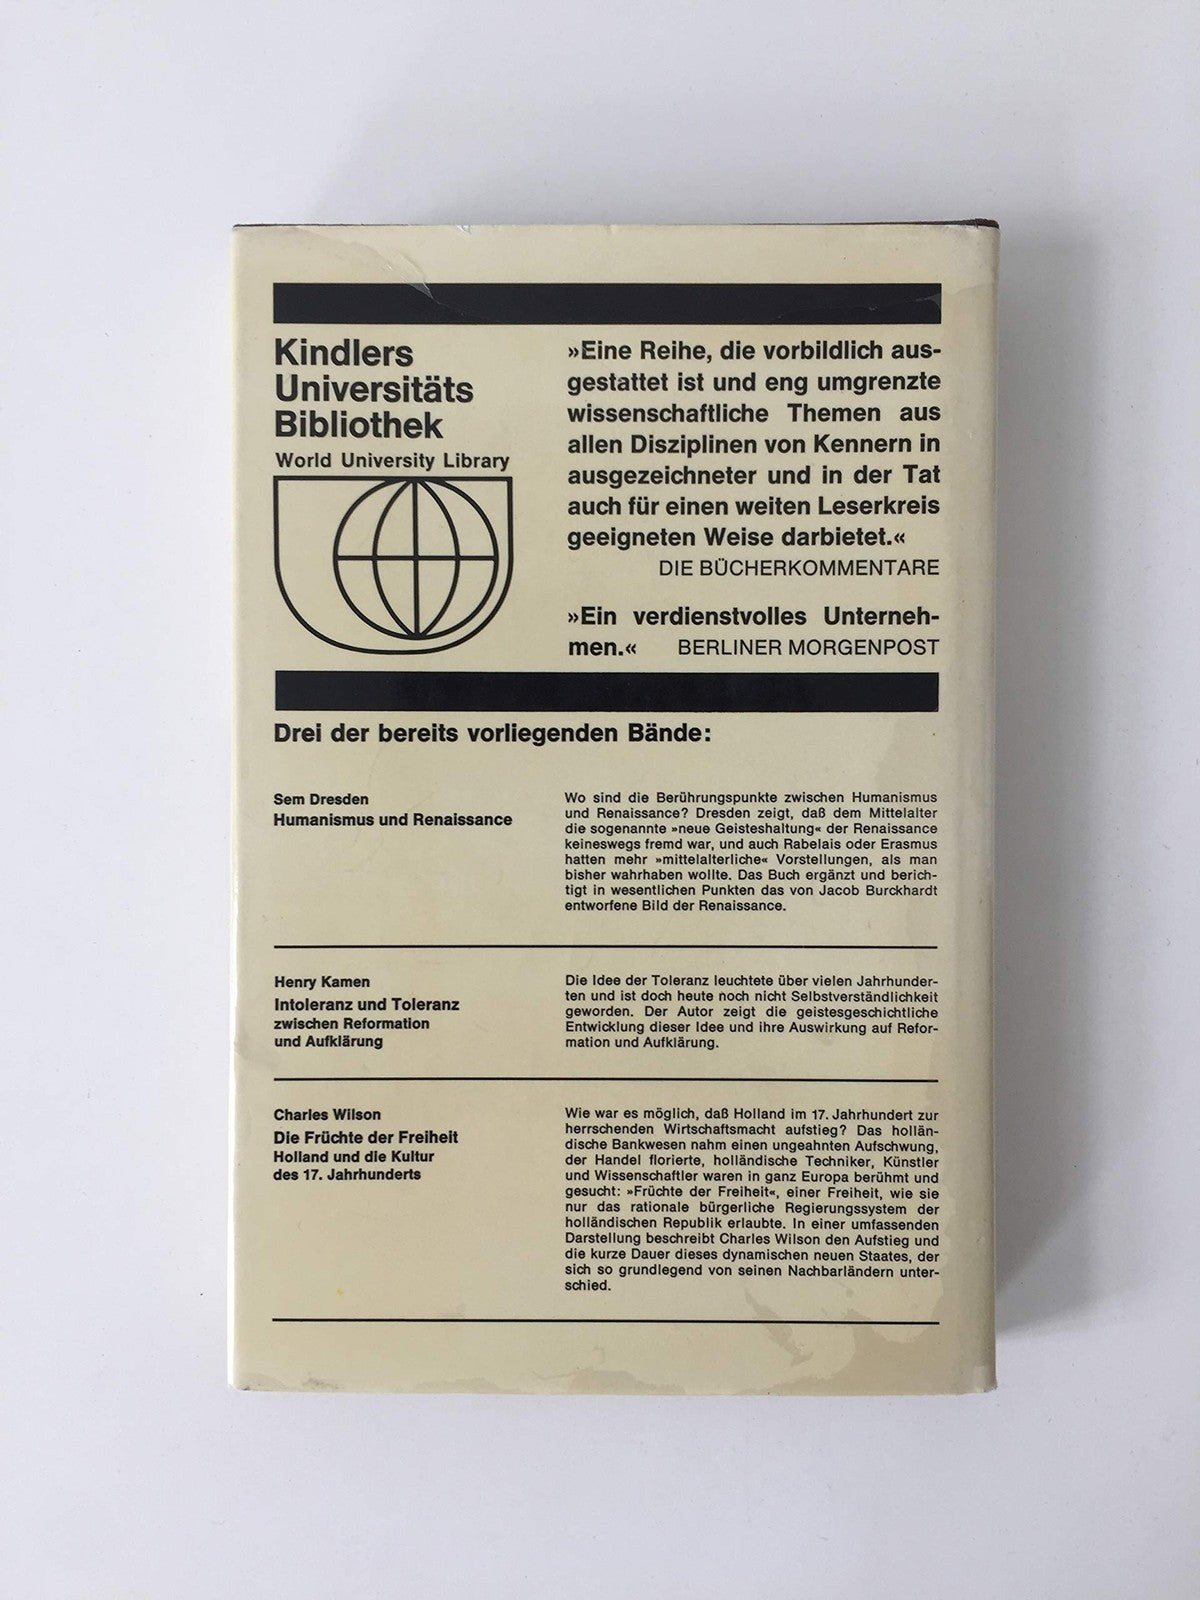 Kindlers
Universitäts
Bibliothek
World University Library
»Eine Reihe, die vorbildlich aus-
gestattet ist und eng umgrenzte
wissenschaftliche Themen aus
allen Disziplinen von Kennern in
ausgezeichneter und in der Tat
auch für einen weiten Leserkreis
geeigneten Weise darbietet.«
DIE BÜCHERKOMMENTARE
»Ein verdienstvolles Unterneh-
men.« BERLINER MORGENPOST
Drei der bereits vorliegenden Bände:
Sem Dresden
Humanismus und Renaissance
Wo sind die Berührungspunkte zwischen Humanismus
und Renaissance? Dresden zeigt, daß dem Mittelalter
die sogenannte »neue Geisteshaltung« der Renaissance
keineswegs fremd war, und auch Rabelais oder Erasmus
hatten mehr »mittelalterliche« Vorstellungen, als man
bisher wahrhaben wollte. Das Buch ergänzt und berich-
tigt in wesentlichen Punkten das von Jacob Burckhardt
entworfene Bild der Renaissance.
Henry Kamen
Intoleranz und Toleranz
zwischen Reformation
und Aufklärung
Die Idee der Toleranz leuchtete über vielen Jahrhunder-
ten und ist doch heute noch nicht Selbstverständlichkeit
geworden. Der Autor zeigt die geistesgeschichtliche
Entwicklung dieser Idee und ihre Auswirkung auf Refor-
mation und Aufklärung.
Charles Wilson
Die Früchte der Freiheit
Holland und die Kultur
des 17. Jahrhunderts
Wie war es möglich, daß Holland im 17. Jahrhundert zur
herrschenden Wirtschaftsmacht aufstieg? Das hollän-
dische Bankwesen nahm einen ungeahnten Aufschwung,
der Handel florierte, holländische Techniker, Künstler
und Wissenschaftler waren in ganz Europa berühmt und
gesucht: »Früchte der Freiheit«, einer Freiheit, wie sie
nur das rationale bürgerliche Regierungssystem der
holländischen Republik erlaubte. In einer umfassenden
Darstellung beschreibt Charles Wilson den Aufstieg und
die kurze Dauer dieses dynamischen neuen Staates, der
sich so grundlegend von seinen Nachbarländern unter-
schied.